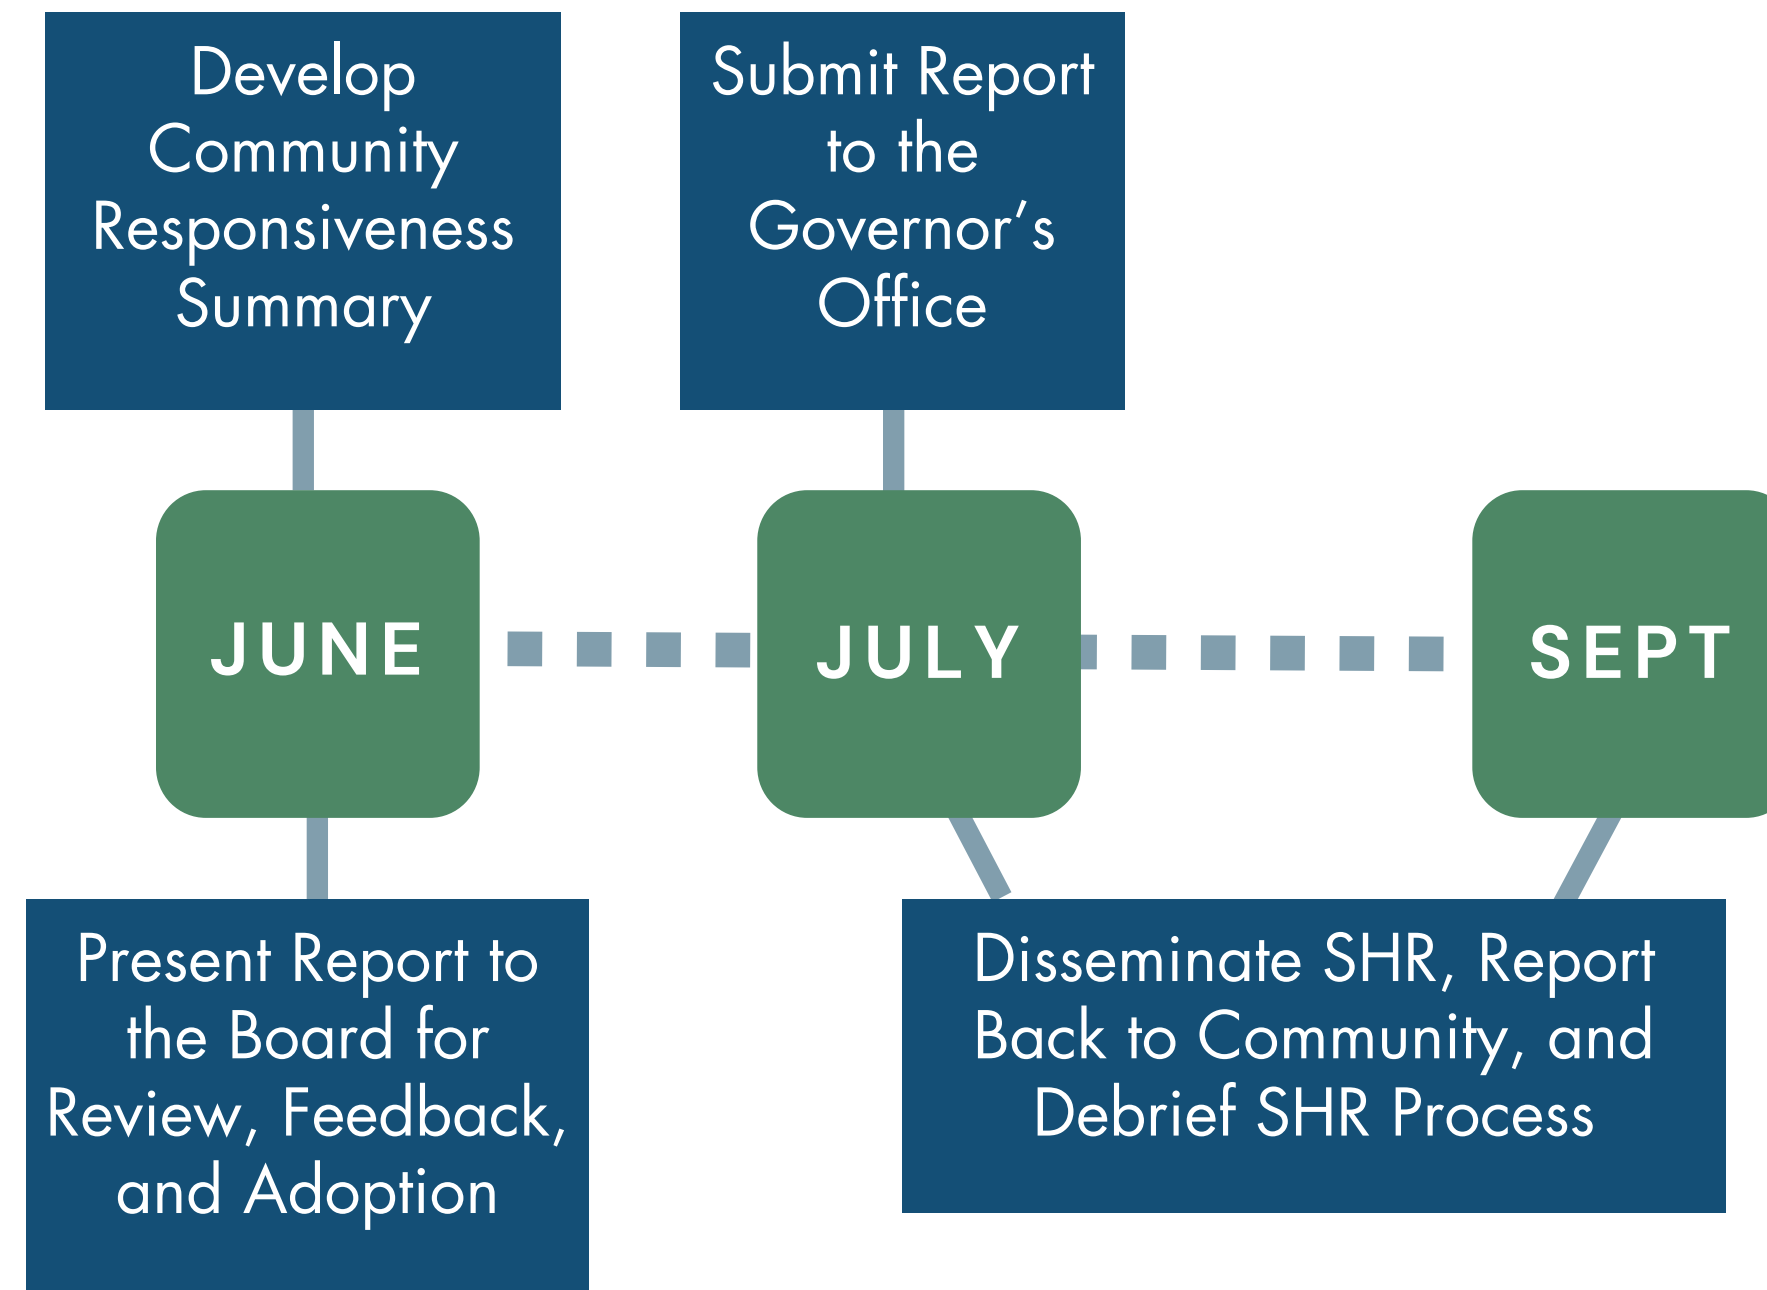 Develop
Community
Responsiveness
Summary
Submit Report
to the
Governor’s
Office
JUNE
JULY
SEPT
Present Report to
the Board for
Review, Feedback,
and Adoption
Disseminate SHR, Report
Back to Community, and
Debrief SHR Process